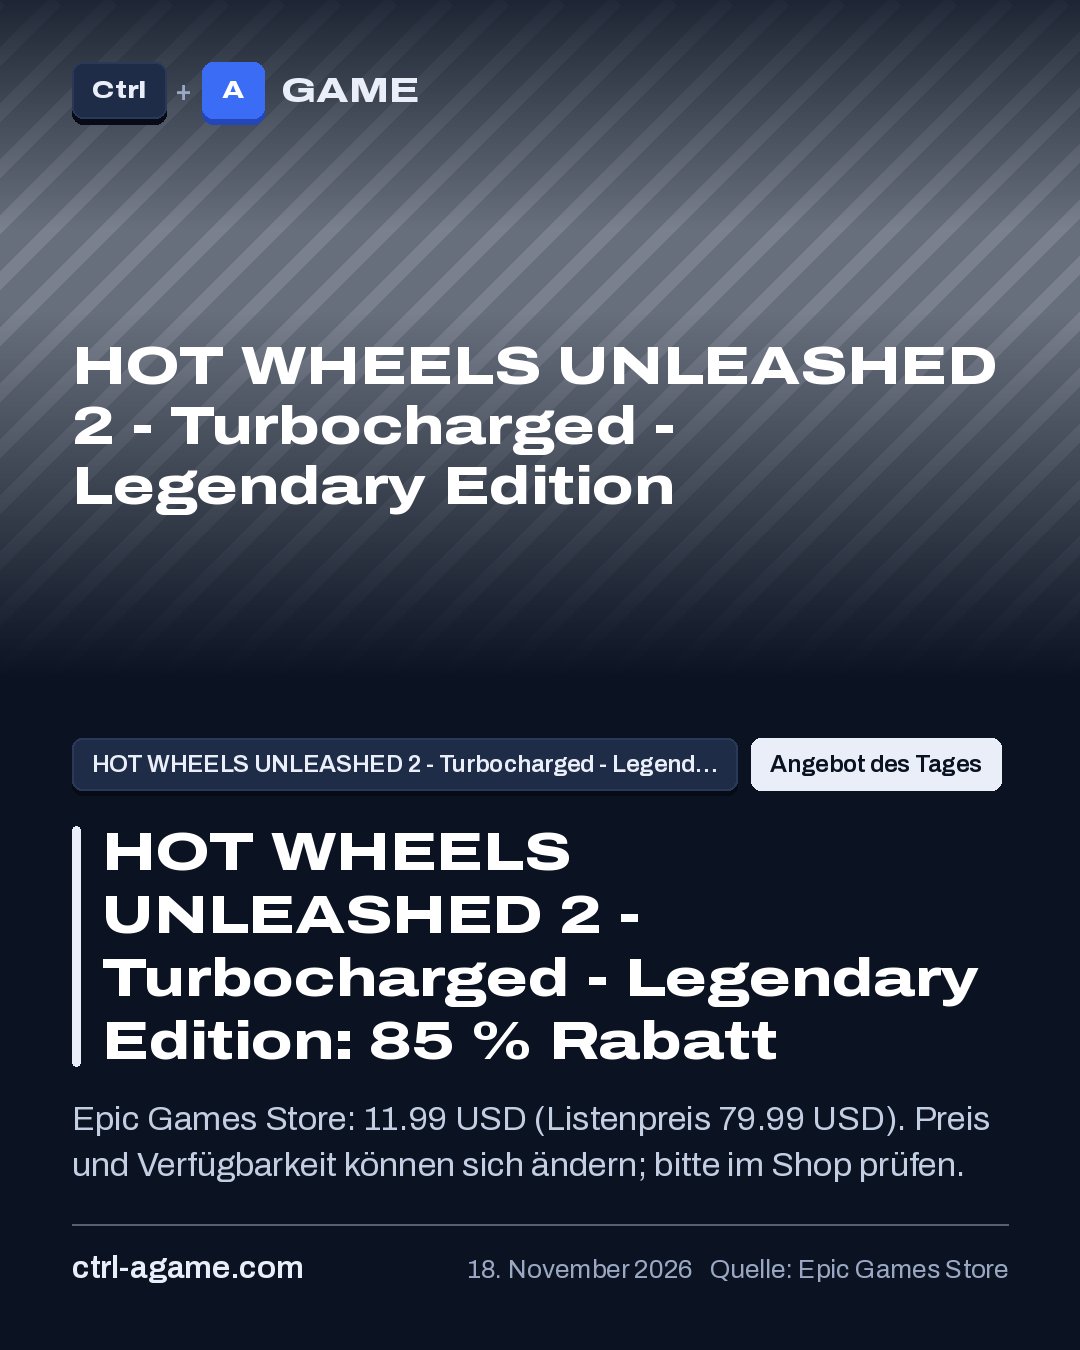 Ctrl + A GAME
HOT WHEELS UNLEASHED
2 - Turbocharged -
Legendary Edition
HOT WHEELS UNLEASHED 2 - Turbocharged - Legend...
Angebot des Tages
HOT WHEELS
UNLEASHED 2 -
Turbocharged - Legendary
Edition: 85 % Rabatt
Epic Games Store: 11.99 USD (Listenpreis 79.99 USD). Preis
und Verfügbarkeit können sich ändern; bitte im Shop prüfen.
ctrl-agame.com
18. November 2026 Quelle: Epic Games Store